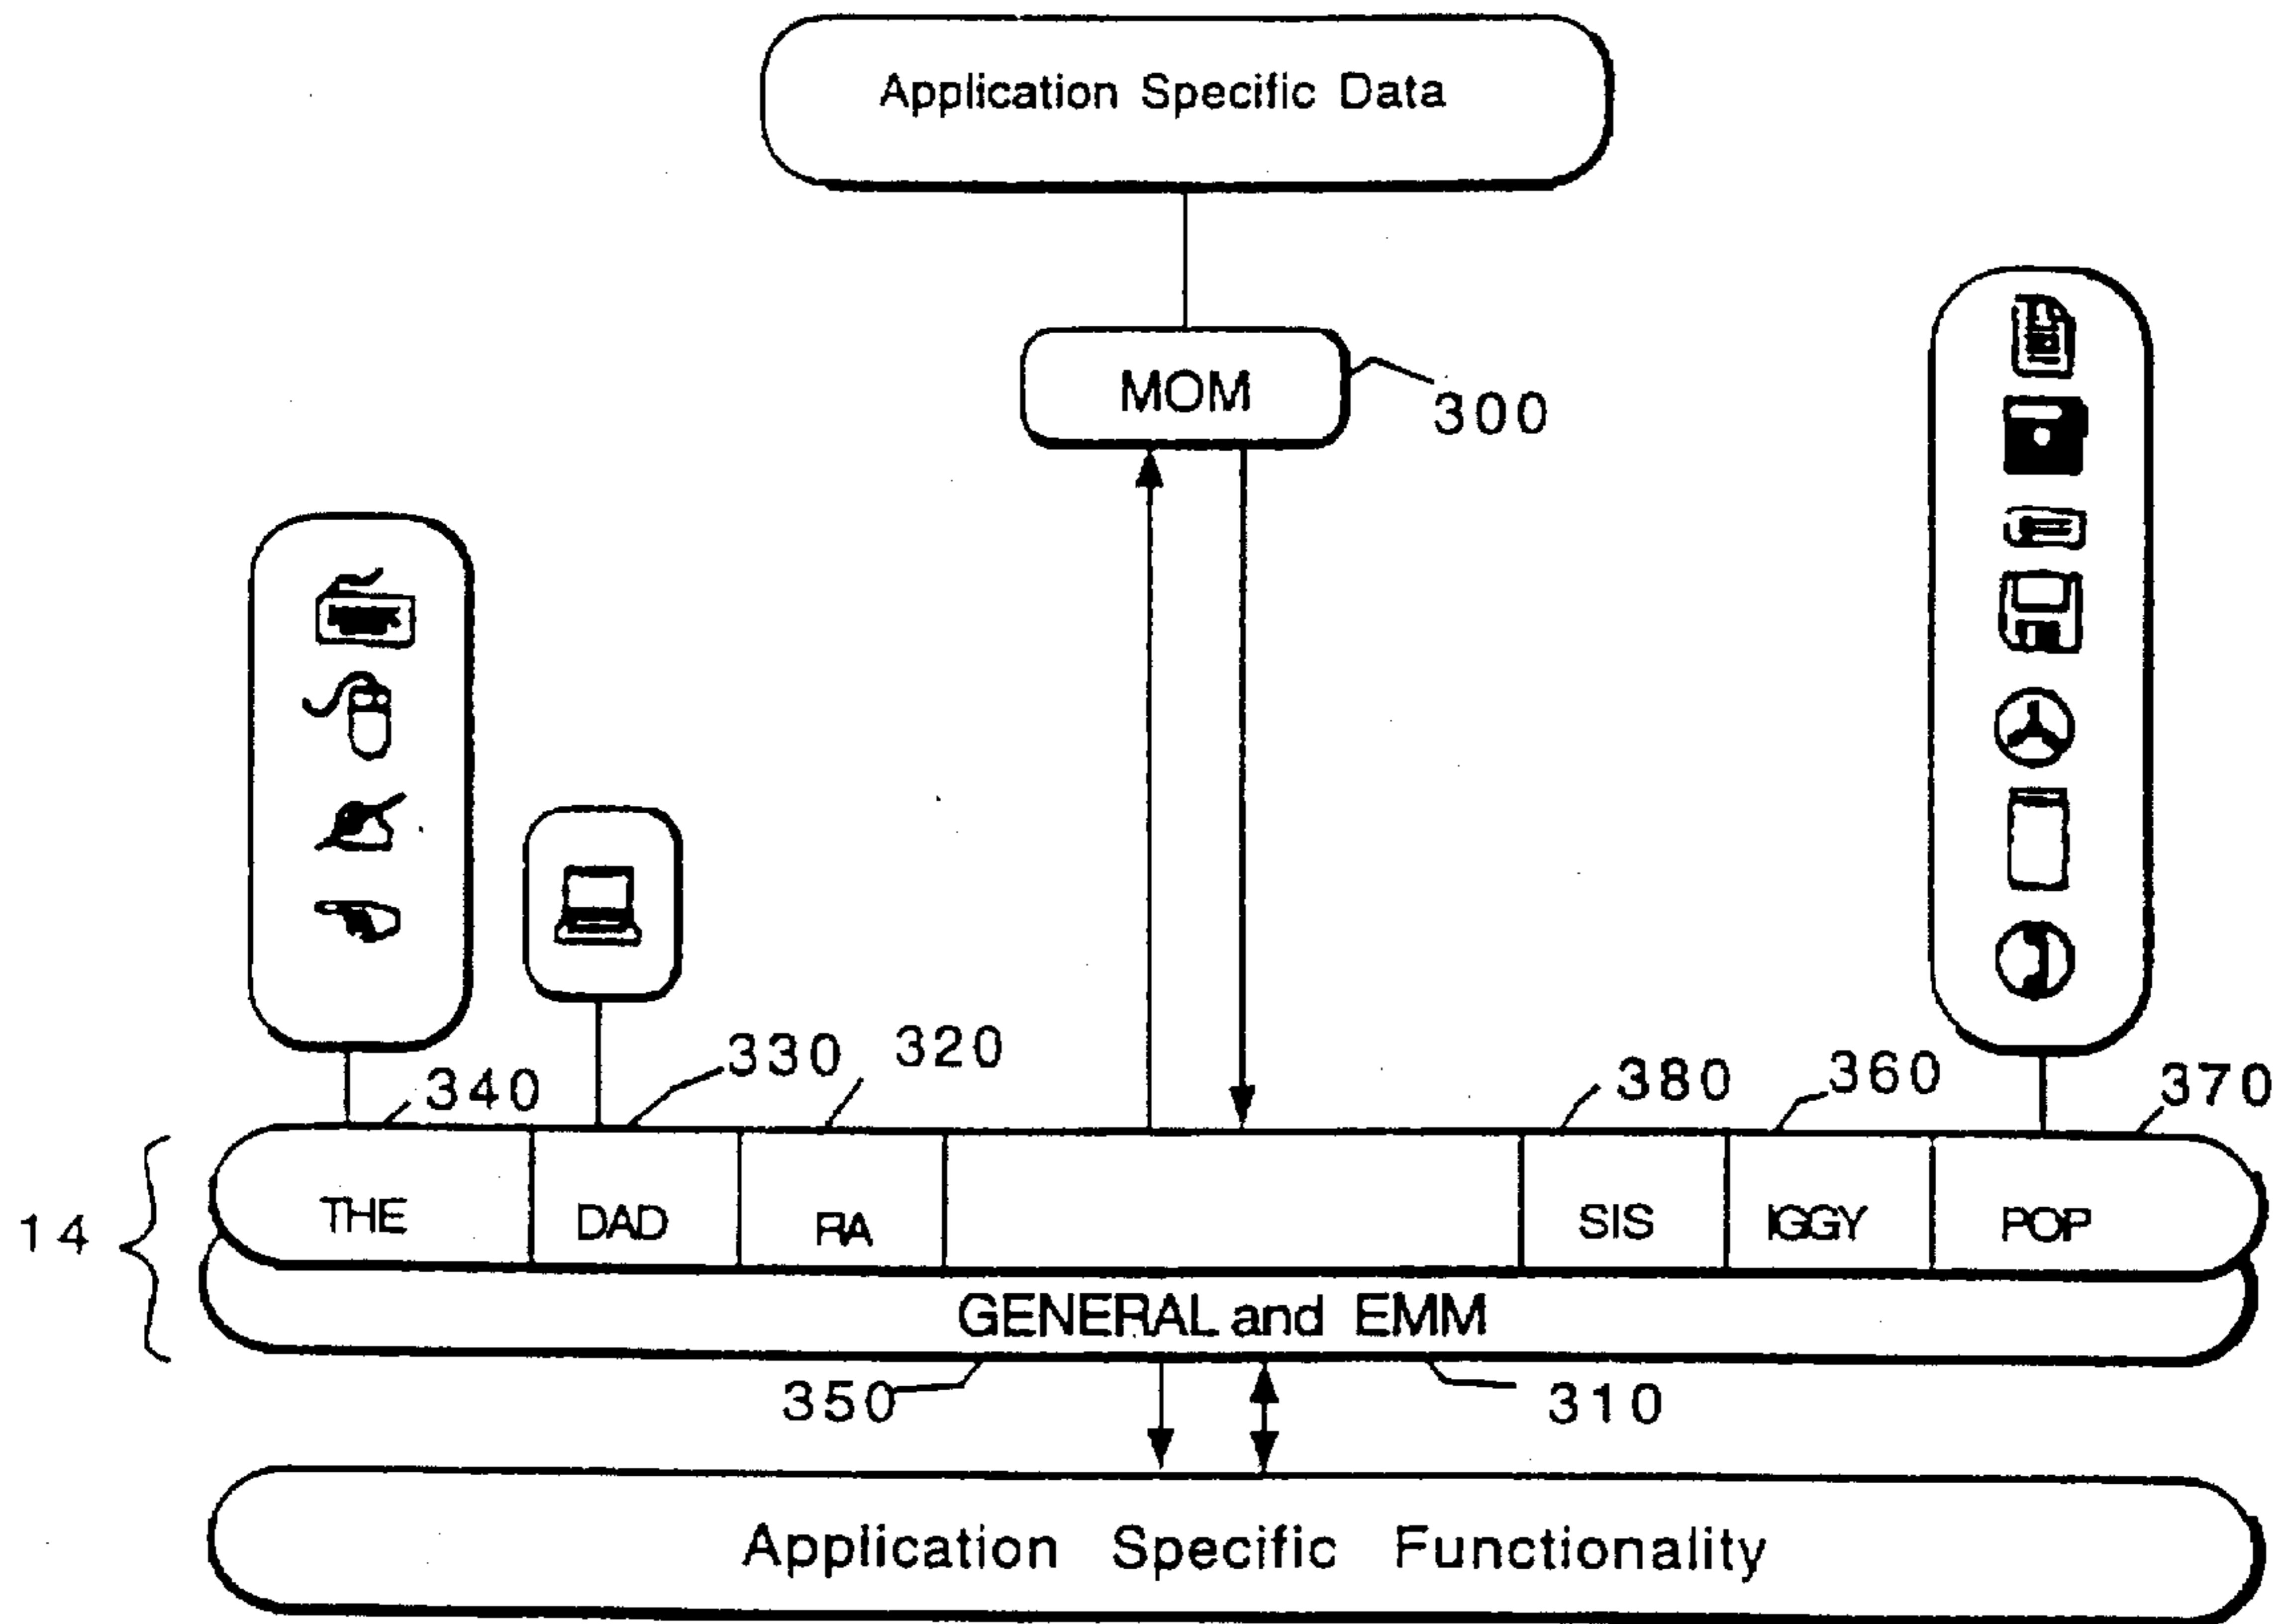 Application Specific Data
MOM
300
340
330
320
380
360
370
14
THE
DAD
RA
SIS
IGGY
POP
GENERAL and EMM
350
310
Application Specific Functionality